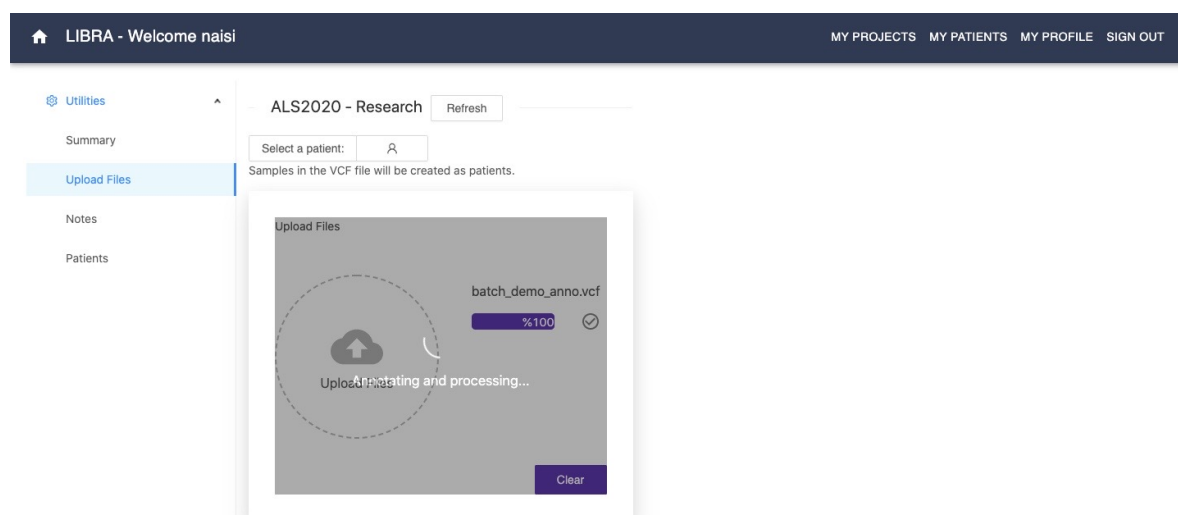 LIBRA - Welcome naisi
MY PROJECTS MY PATIENTS MY PROFILE SIGN OUT
Utilities
Summary
Upload Files
Notes
Patients
ALS2020 - Research Refresh
Select a patient:
Samples in the VCF file will be created as patients.
Upload Files
batch_demo_anno.vcf
%100
Upload Files
Annotating and processing...
Clear